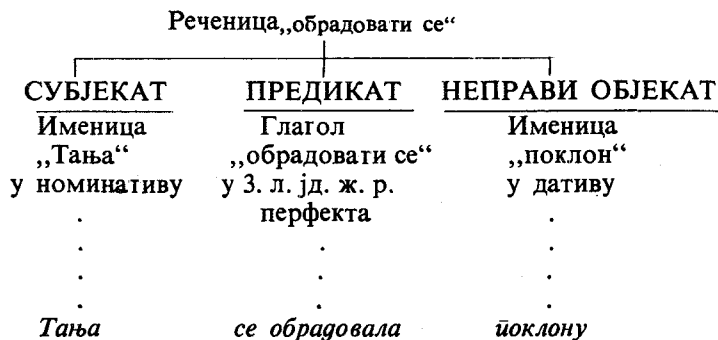 Реченица„обрадовати се“
СУБЈЕКАТ ПРЕДИКАТ НЕПРАВИ ОБЈЕКАТ
Именица Глагол Именица
„Тања“ „обрадовати се“ „поклон“
у номинативу у 3. л. јд. ж. р. у дативу
перфекта
. . .
. . .
. . .
. . .
Тања се обрадовала поклону